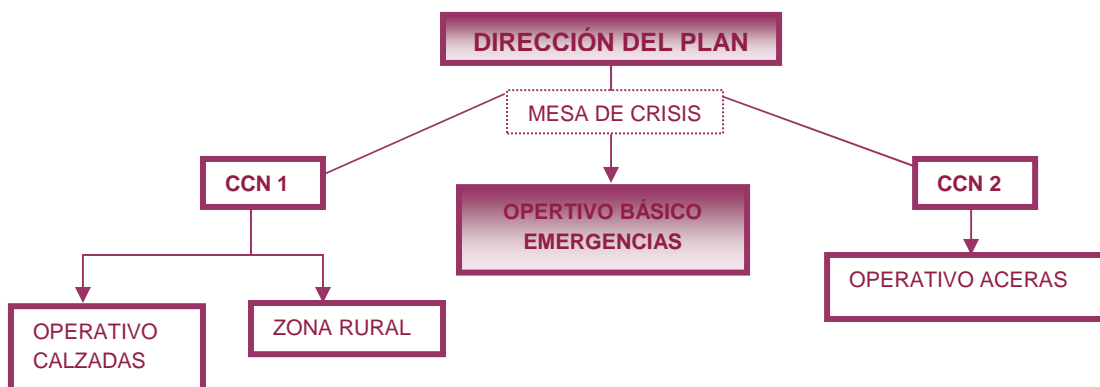 DIRECCIÓN DEL PLAN
MESA DE CRISIS
CCN 1
CCN 2
OPERTIVO BÁSICO
EMERGENCIAS
OPERATIVO ACERAS
OPERATIVO
CALZADAS
ZONA RURAL